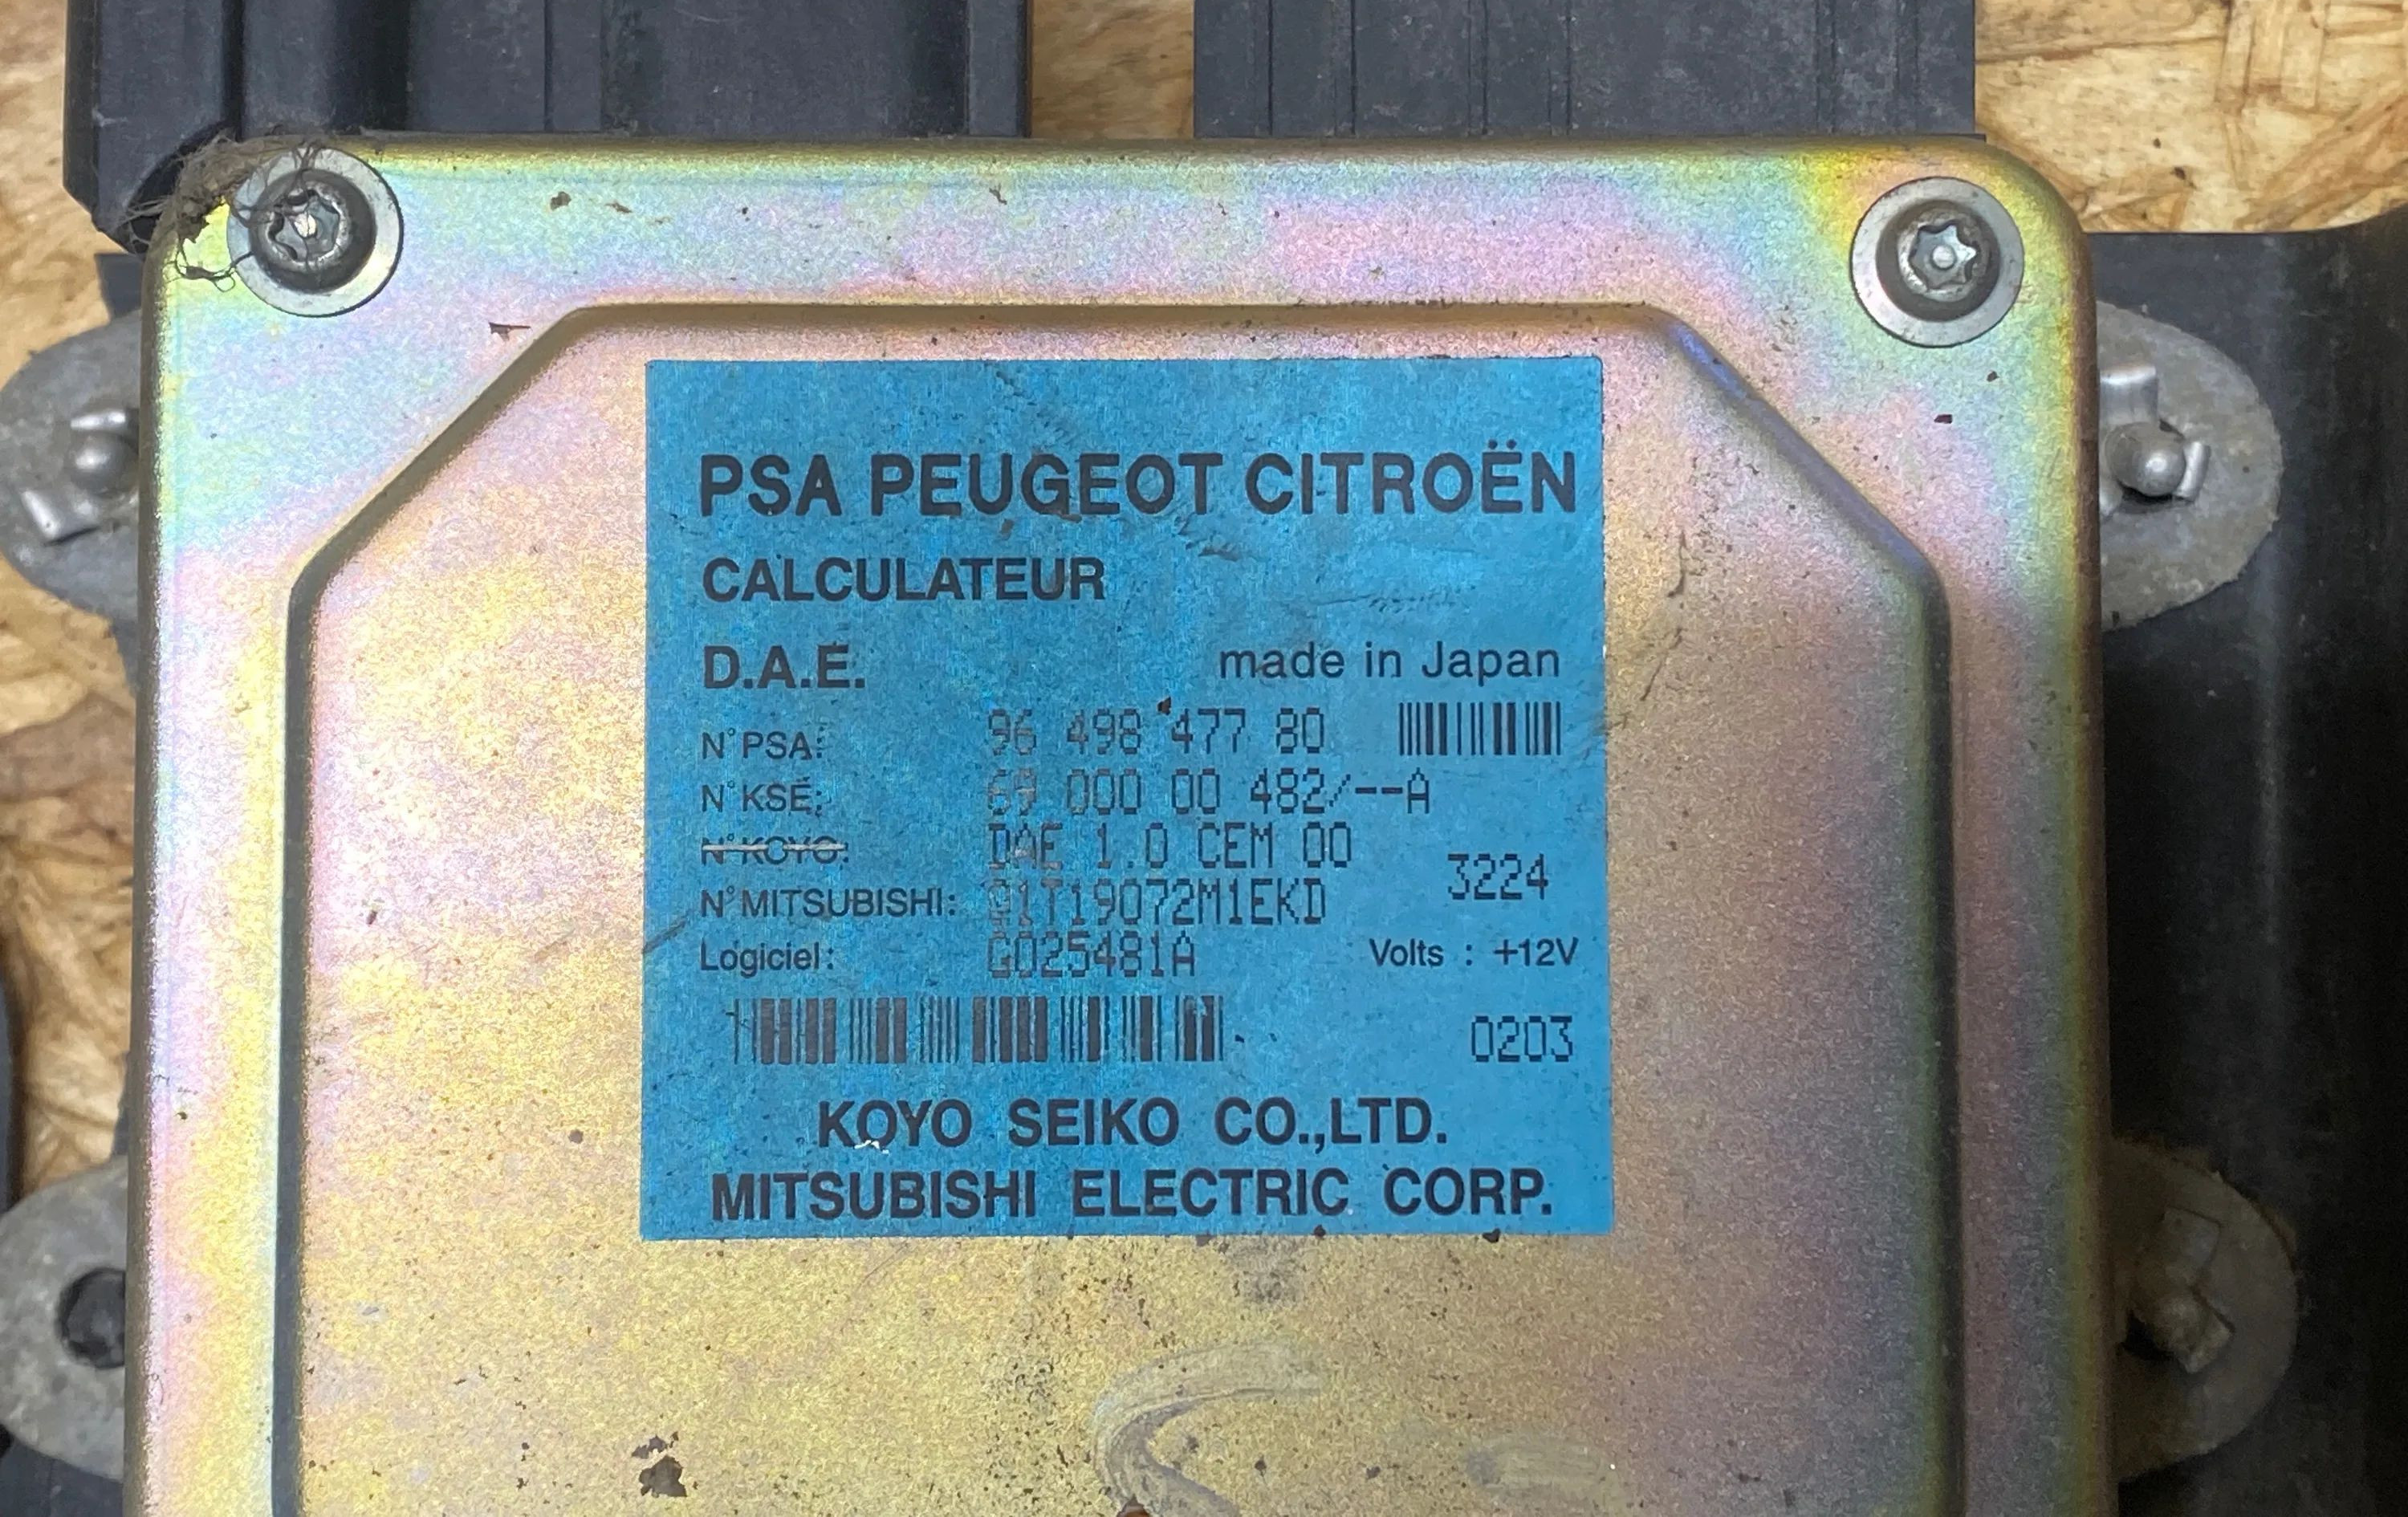 PSA PEUGEOT CITROËN
CALCULATEUR
D.A.E. made in Japan
N°PSA: 96 498 477 80
N°KSE: 69 000 00 482/--A
N°KOYO: DAE 1.0 CEM 00
3224
N°MITSUBISHI: Q1T19072M1EKD
Logiciel: G025481A Volts : +12V
0203
KOYO SEIKO CO.,LTD.
MITSUBISHI ELECTRIC CORP.